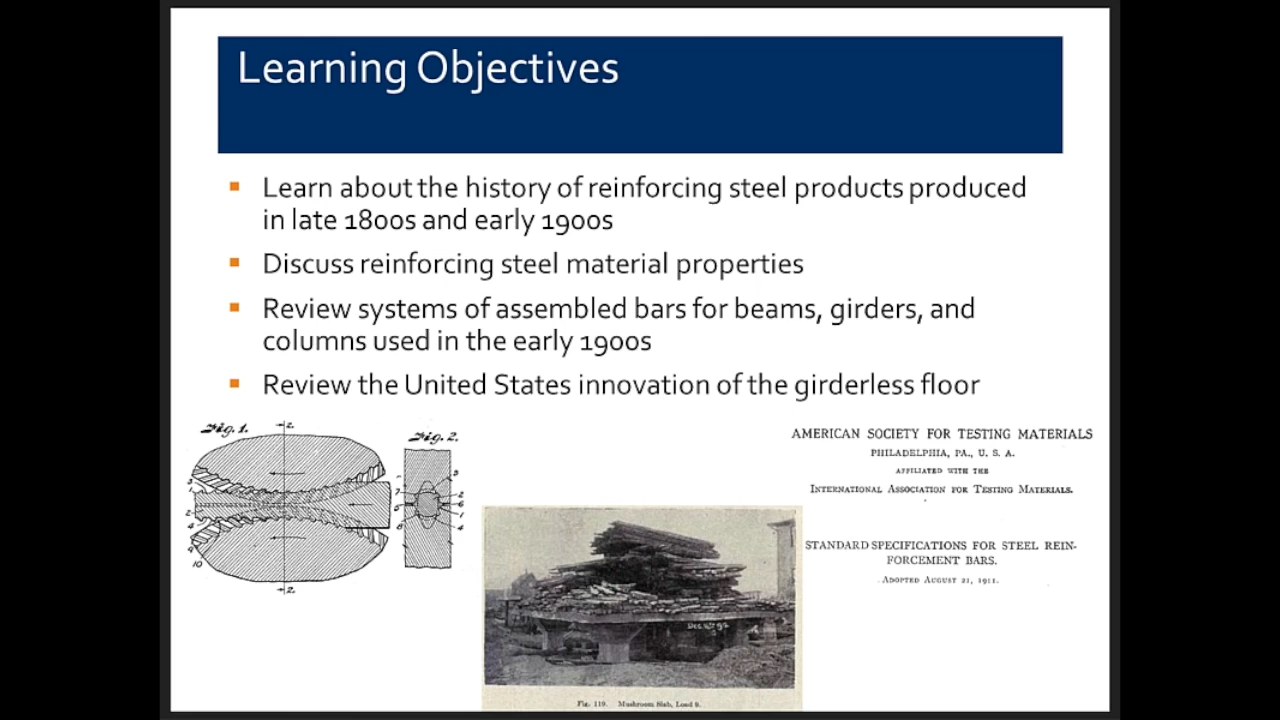 Learning Objectives
Learn about the history of reinforcing steel products produced
in late 1800s and early 1900s
Discuss reinforcing steel material properties
Review systems of assembled bars for beams, girders, and
columns used in the early 1900s
Review the United States innovation of the girderless floor
Fig. 1.
Fig. 2.
2.
2.
10
AMERICAN SOCIETY FOR TESTING MATERIALS
PHILADELPHIA, PA., U. S. A.
AFFILIATED WITH THE
INTERNATIONAL ASSOCIATION FOR TESTING MATERIALS.
STANDARD SPECIFICATIONS FOR STEEL REIN-
FORCEMENT BARS.
ADOPTED AUGUST 21, 1911.
Fig. 119. Mushroom Slab, Load 9.